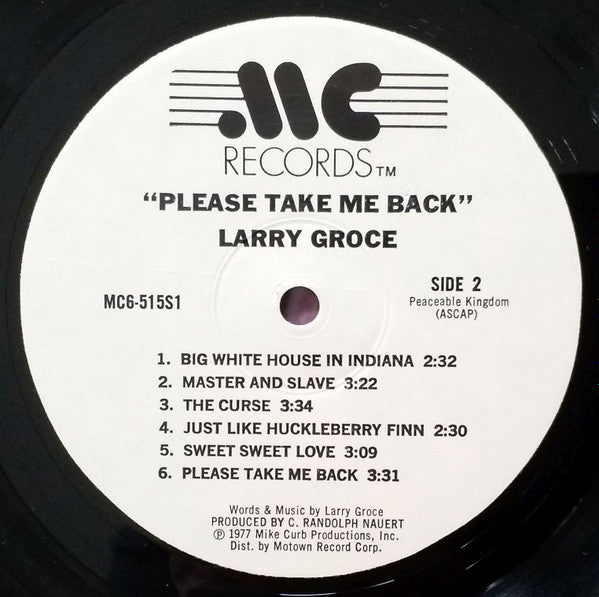 MC
RECORDS TM
"PLEASE TAKE ME BACK"
LARRY GROCE
MC6-515S1
SIDE 2
Peaceable Kingdom
(ASCAP)
1. BIG WHITE HOUSE IN INDIANA 2:32
2. MASTER AND SLAVE 3:22
3. THE CURSE 3:34
4. JUST LIKE HUCKLEBERRY FINN 2:30
5. SWEET SWEET LOVE 3:09
6. PLEASE TAKE ME BACK 3:31
Words & Music by Larry Groce
PRODUCED BY C. RANDOLPH NAUERT
℗ 1977 Mike Curb Productions, Inc.
Dist. by Motown Record Corp.